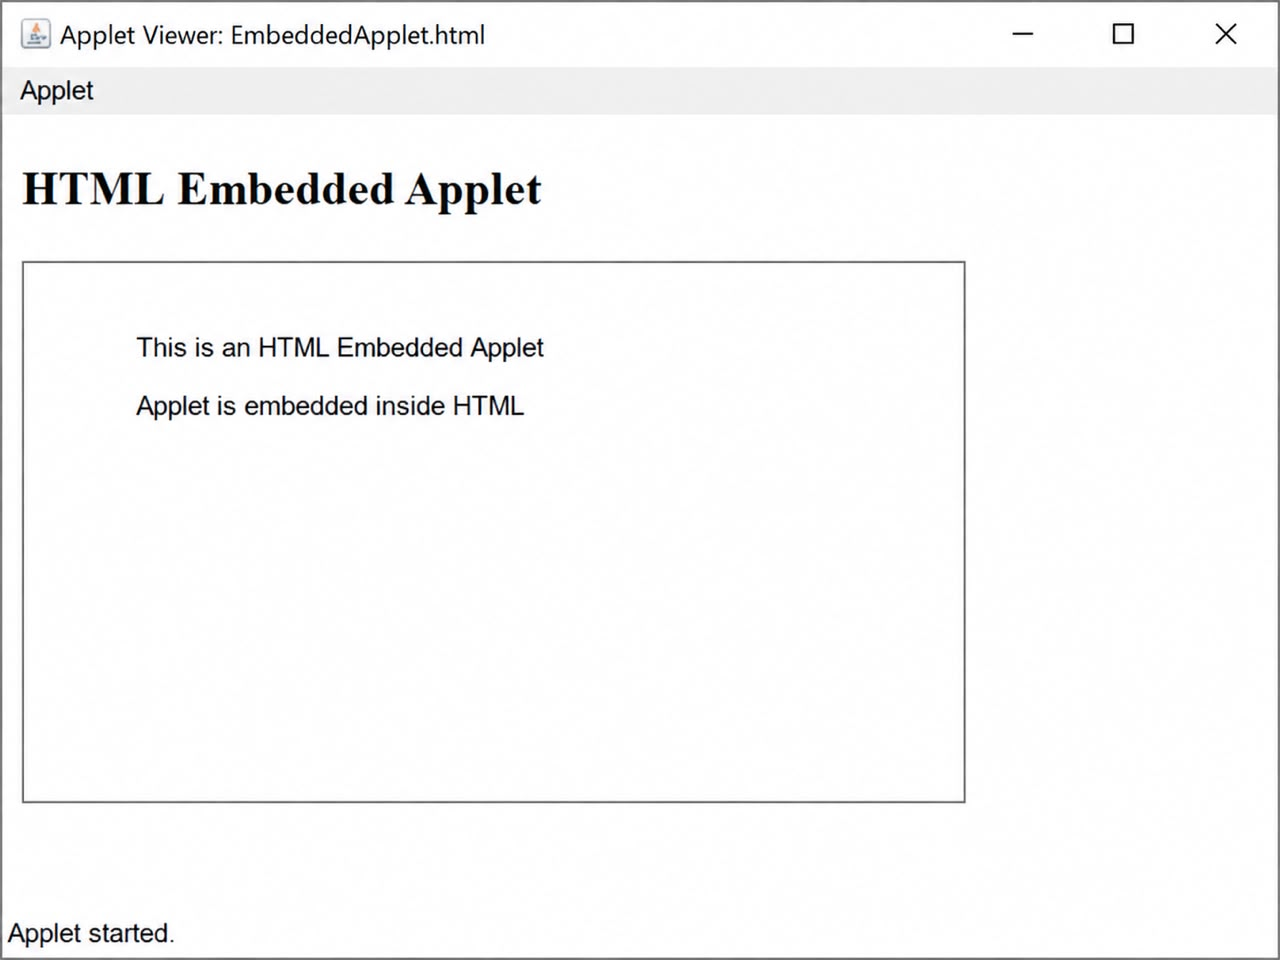 Applet Viewer: EmbeddedApplet.html
Applet
HTML Embedded Applet
This is an HTML Embedded Applet
Applet is embedded inside HTML
Applet started.